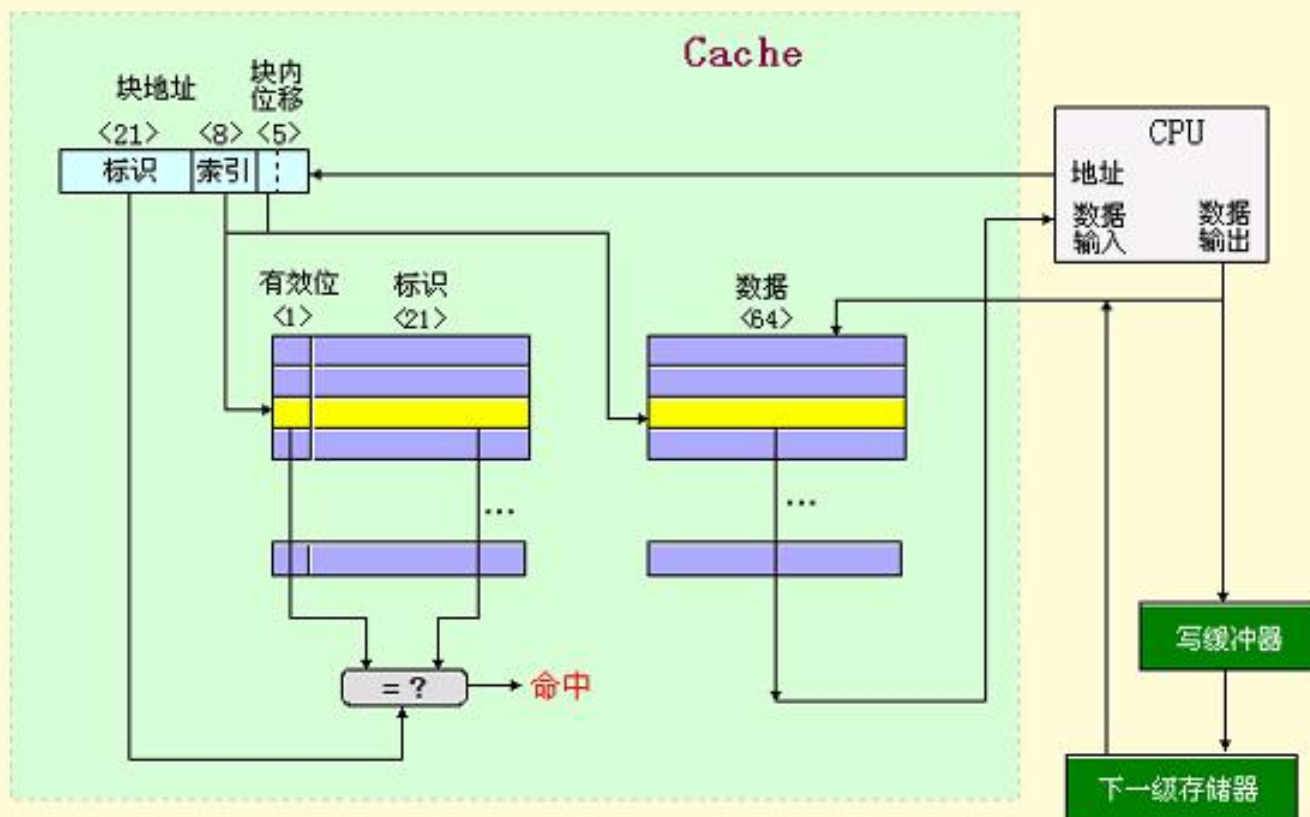 Cache
块地址
块内
位移
<21>
<8>
<5>
标识
索引
CPU
地址
数据
输入
数据
输出
有效位
<1>
标识
<21>
数据
<64>
...
...
= ?
命中
写缓冲器
下一级存储器